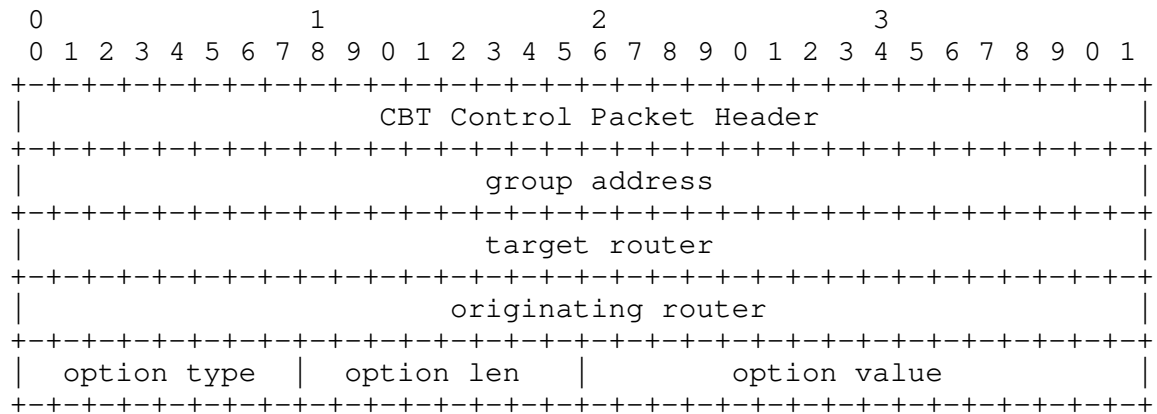 0               1               2               3
0 1 2 3 4 5 6 7 8 9 0 1 2 3 4 5 6 7 8 9 0 1 2 3 4 5 6 7 8 9 0 1
+-+-+-+-+-+-+-+-+-+-+-+-+-+-+-+-+-+-+-+-+-+-+-+-+-+-+-+-+-+-+-+-+
|                    CBT Control Packet Header                  |
+-+-+-+-+-+-+-+-+-+-+-+-+-+-+-+-+-+-+-+-+-+-+-+-+-+-+-+-+-+-+-+-+
|                          group address                        |
+-+-+-+-+-+-+-+-+-+-+-+-+-+-+-+-+-+-+-+-+-+-+-+-+-+-+-+-+-+-+-+-+
|                          target router                        |
+-+-+-+-+-+-+-+-+-+-+-+-+-+-+-+-+-+-+-+-+-+-+-+-+-+-+-+-+-+-+-+-+
|                        originating router                     |
+-+-+-+-+-+-+-+-+-+-+-+-+-+-+-+-+-+-+-+-+-+-+-+-+-+-+-+-+-+-+-+-+
|  option type  |  option len   |        option value           |
+-+-+-+-+-+-+-+-+-+-+-+-+-+-+-+-+-+-+-+-+-+-+-+-+-+-+-+-+-+-+-+-+